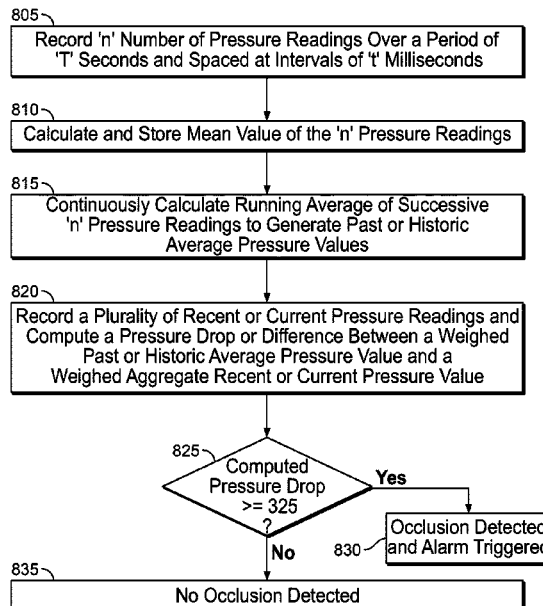 805
Record 'n' Number of Pressure Readings Over a Period of
'T' Seconds and Spaced at Intervals of 't' Milliseconds
810
Calculate and Store Mean Value of the 'n' Pressure Readings
815
Continuously Calculate Running Average of Successive
'n' Pressure Readings to Generate Past or Historic
Average Pressure Values
820
Record a Plurality of Recent or Current Pressure Readings and
Compute a Pressure Drop or Difference Between a Weighed
Past or Historic Average Pressure Value and a
Weighed Aggregate Recent or Current Pressure Value
825
Computed
Pressure Drop
>= 325
?
Yes
Occlusion Detected
and Alarm Triggered
830
No
835
No Occlusion Detected